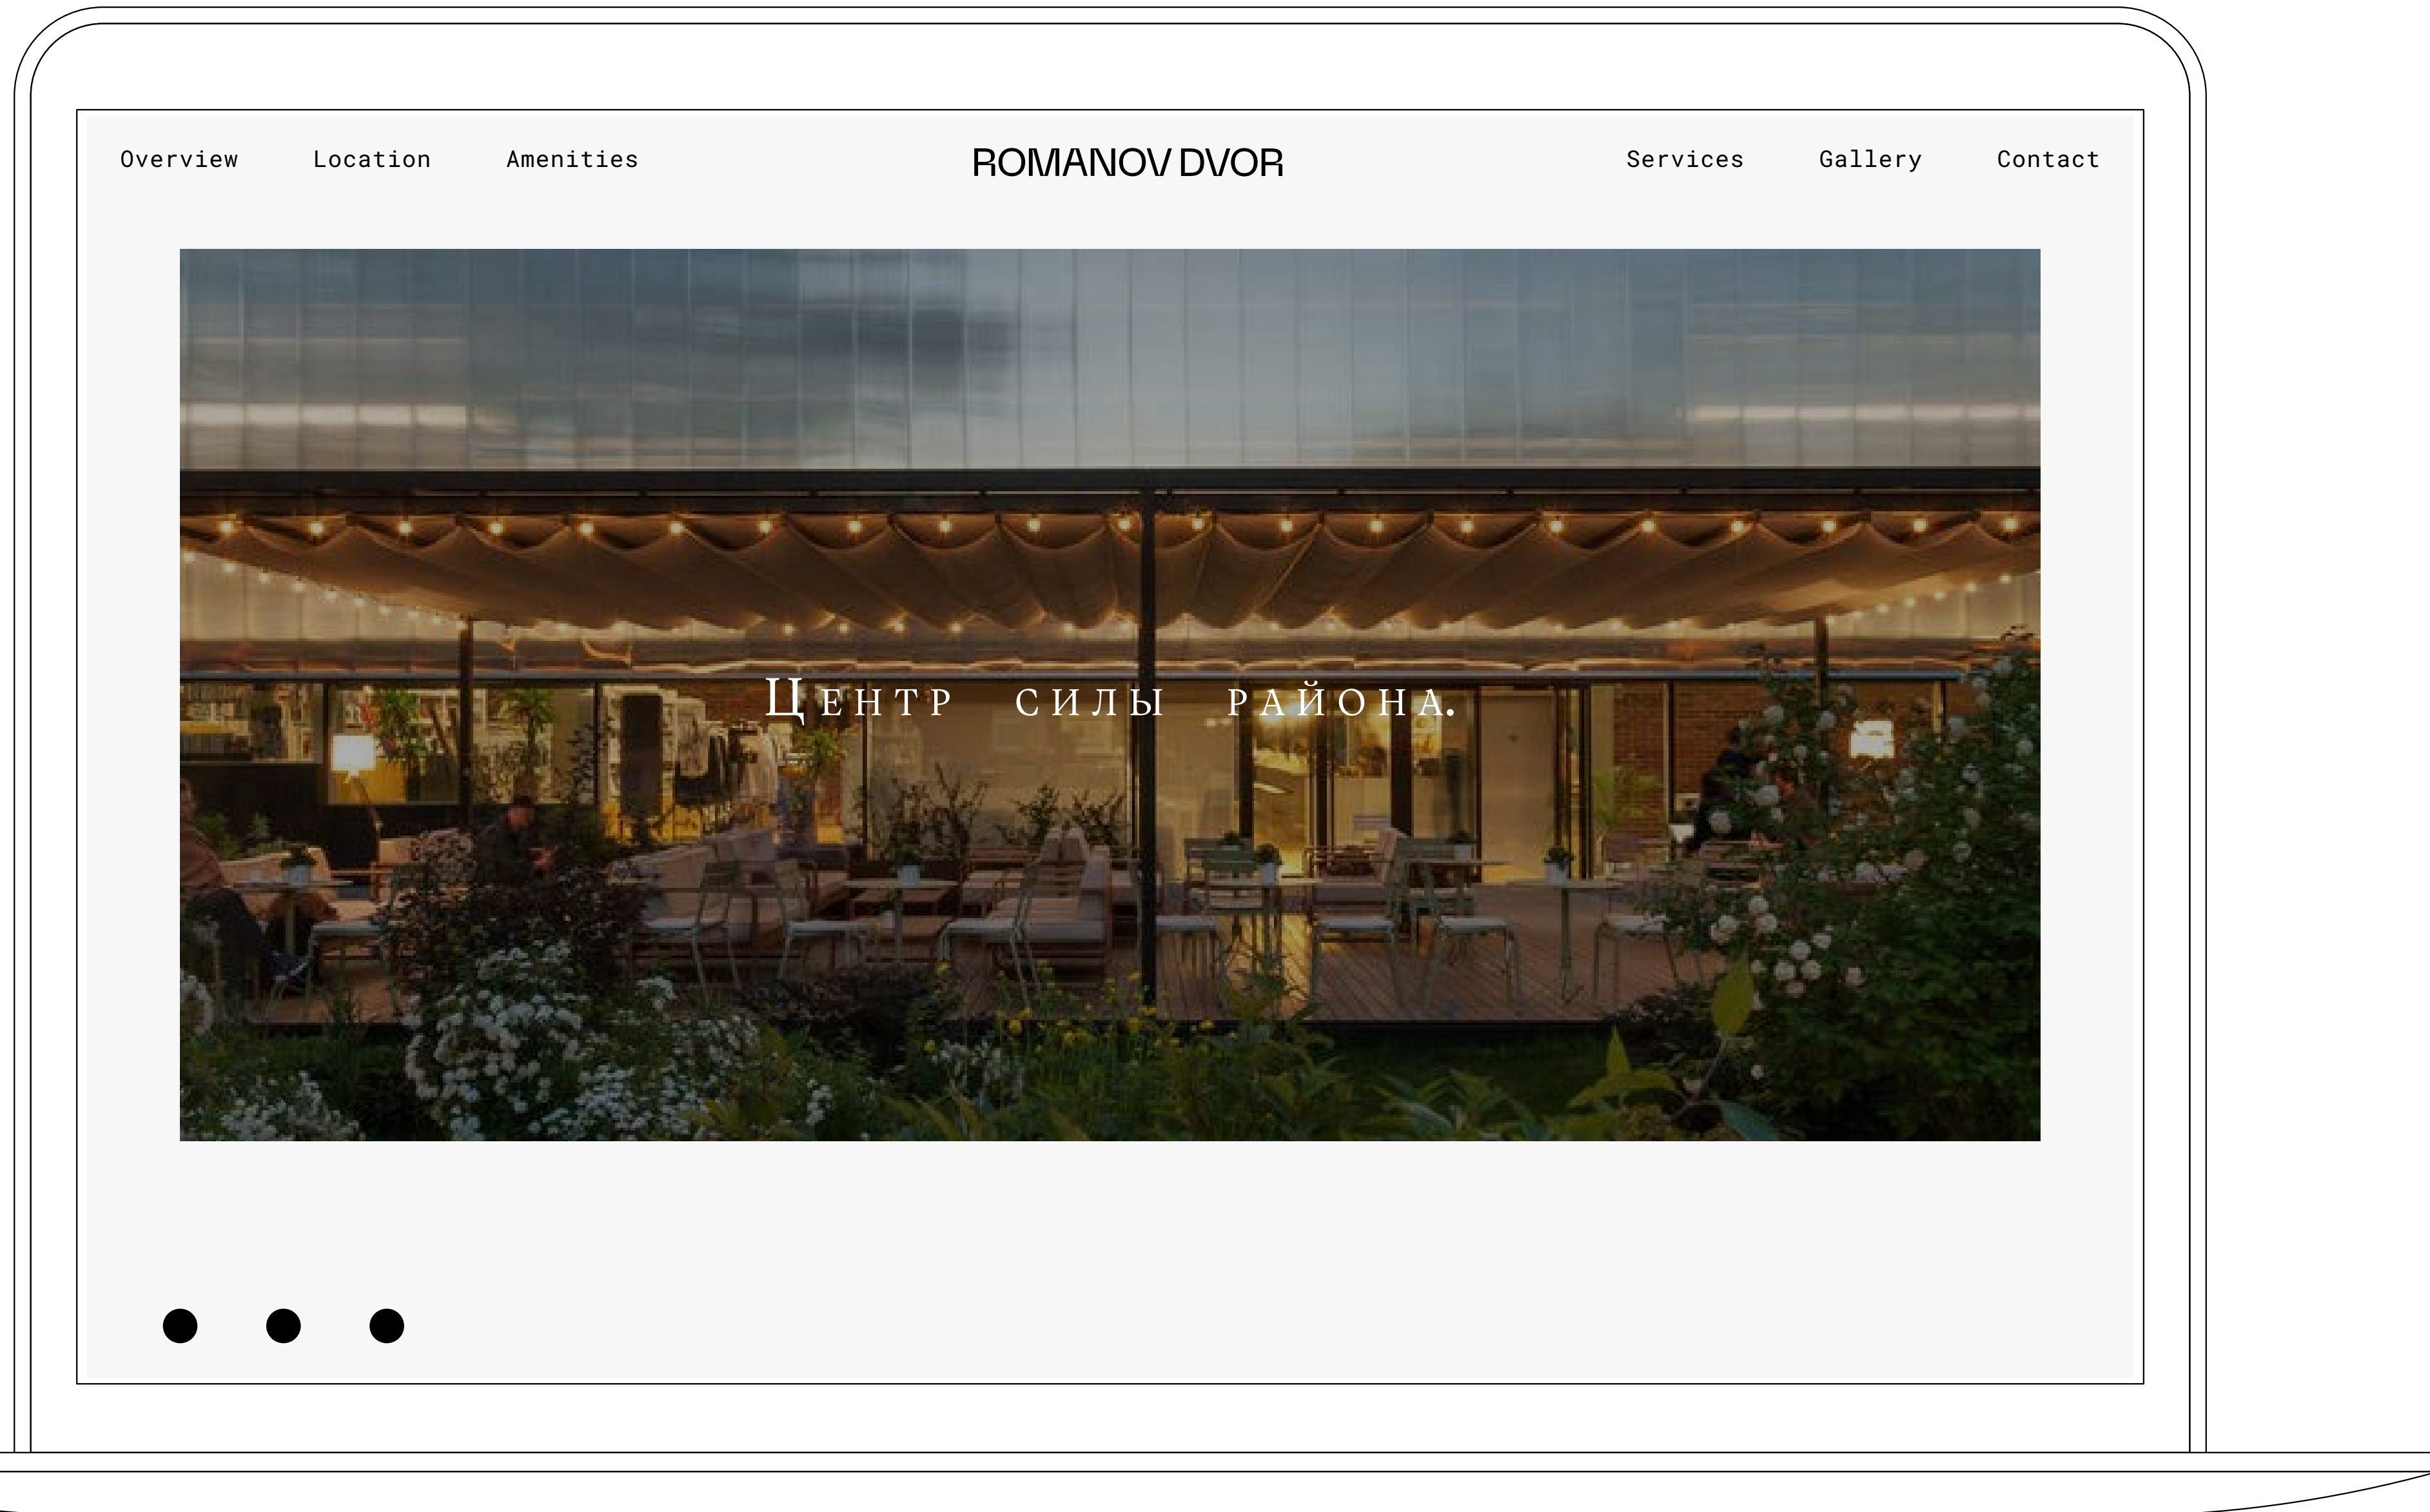 Overview Location Amenities ROMANOV DVOR Services Gallery Contact
Центр силы района.